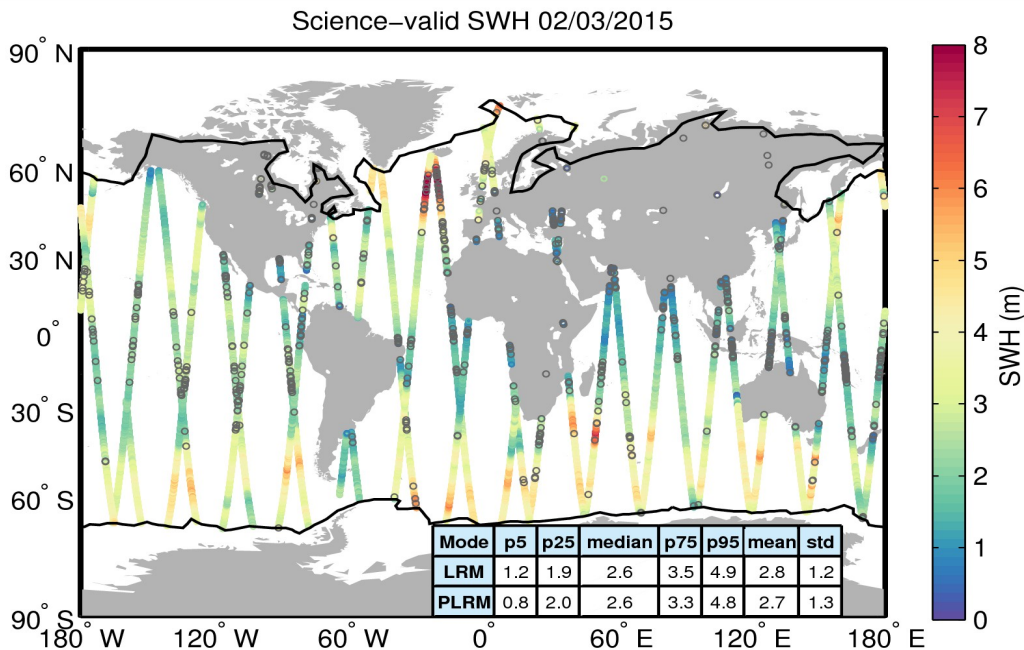 Science−valid SWH 02/03/2015
90° N
60° N
30° N
0°
30° S
60° S
90° S
180° W
120° W
60° W
0°
60° E
120° E
180° E
Mode p5 p25 median p75 p95 mean std
LRM 1.2 1.9 2.6 3.5 4.9 2.8 1.2
PLRM 0.8 2.0 2.6 3.3 4.8 2.7 1.3
8
7
6
5
4
3
2
1
0
SWH (m)